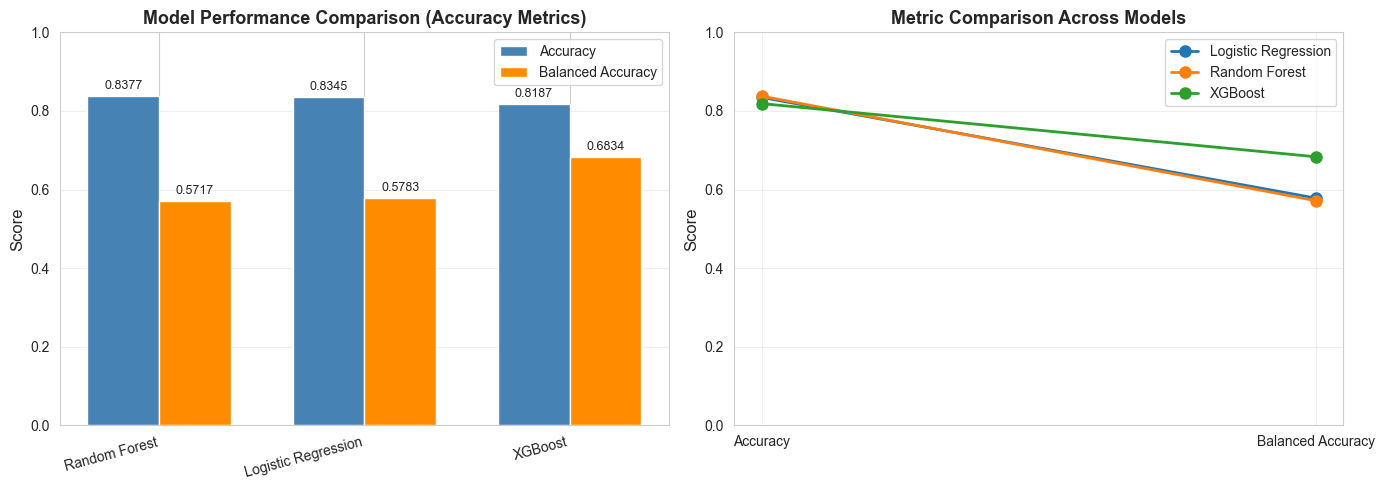 Model Performance Comparison (Accuracy Metrics)
Accuracy
Balanced Accuracy
1.0
0.8
0.6
0.4
0.2
0.0
Score
0.8377
0.5717
0.8345
0.5783
0.8187
0.6834
Random Forest
Logistic Regression
XGBoost
Metric Comparison Across Models
Logistic Regression
Random Forest
XGBoost
1.0
0.8
0.6
0.4
0.2
0.0
Score
Accuracy
Balanced Accuracy